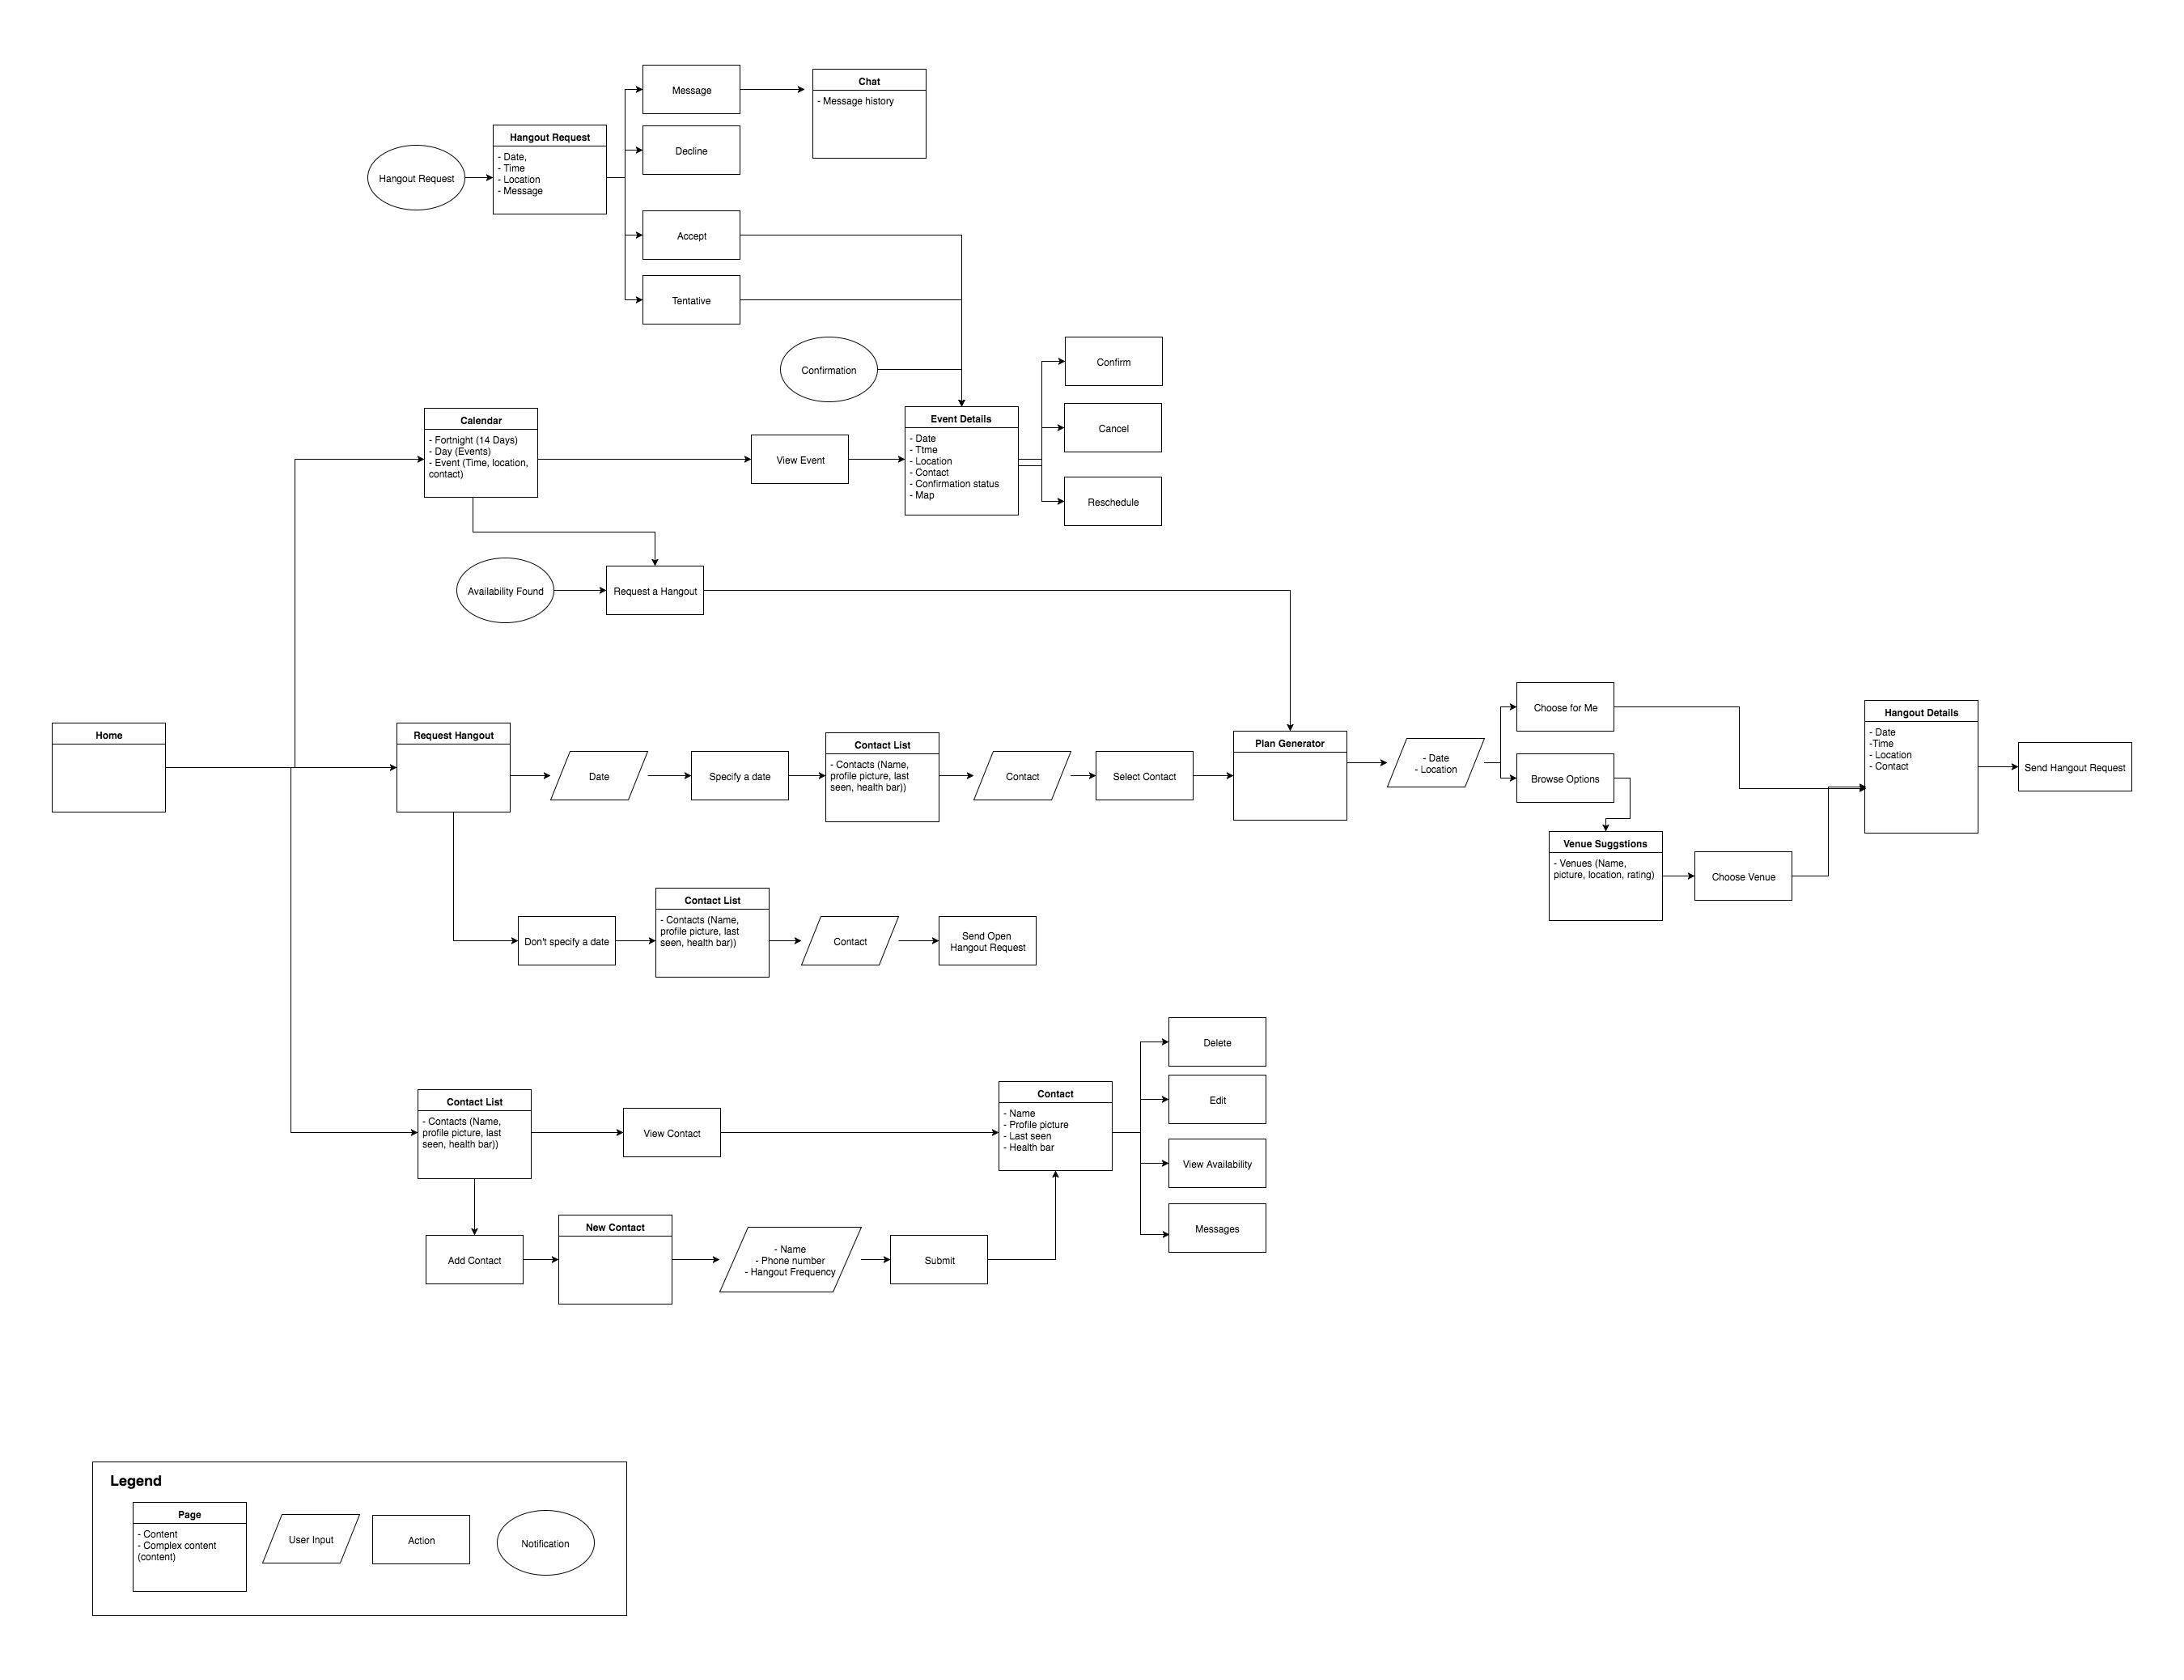 Message
Chat
- Message history
Hangout Request
- Date,
- Time
- Location
- Message
Decline
Hangout Request
Accept
Tentative
Confirmation
Confirm
Calendar
- Fortnight (14 Days)
- Day (Events)
- Event (Time, location,
contact)
View Event
Event Details
- Date
- Ttme
- Location
- Contact
- Confirmation status
- Map
Cancel
Reschedule
Availability Found
Request a Hangout
Home
Request Hangout
Date
Specify a date
Contact List
- Contacts (Name,
profile picture, last
seen, health bar))
Contact
Select Contact
Plan Generator
- Date
- Location
Choose for Me
Browse Options
Venue Suggstions
- Venues (Name,
picture, location, rating)
Choose Venue
Hangout Details
- Date
-Time
- Location
- Contact
Send Hangout Request
Don't specify a date
Contact List
- Contacts (Name,
profile picture, last
seen, health bar))
Contact
Send Open
Hangout Request
Contact List
- Contacts (Name,
profile picture, last
seen, health bar))
View Contact
Contact
- Name
- Profile picture
- Last seen
- Health bar
Delete
Edit
View Availability
Messages
Add Contact
New Contact
- Name
- Phone number
- Hangout Frequency
Submit
Legend
Page
- Content
- Complex content
(content)
User Input
Action
Notification